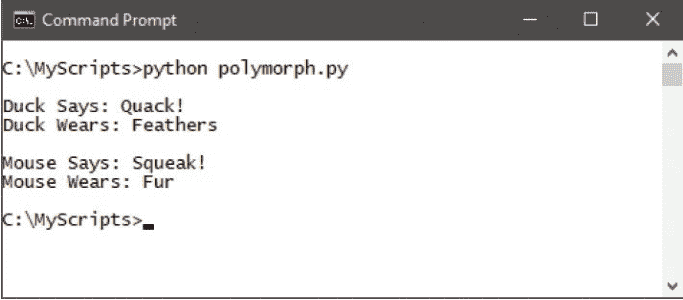 Command Prompt
C:\MyScripts>python polymorph.py
Duck Says: Quack!
Duck Wears: Feathers
Mouse Says: Squeak!
Mouse Wears: Fur
C:\MyScripts>